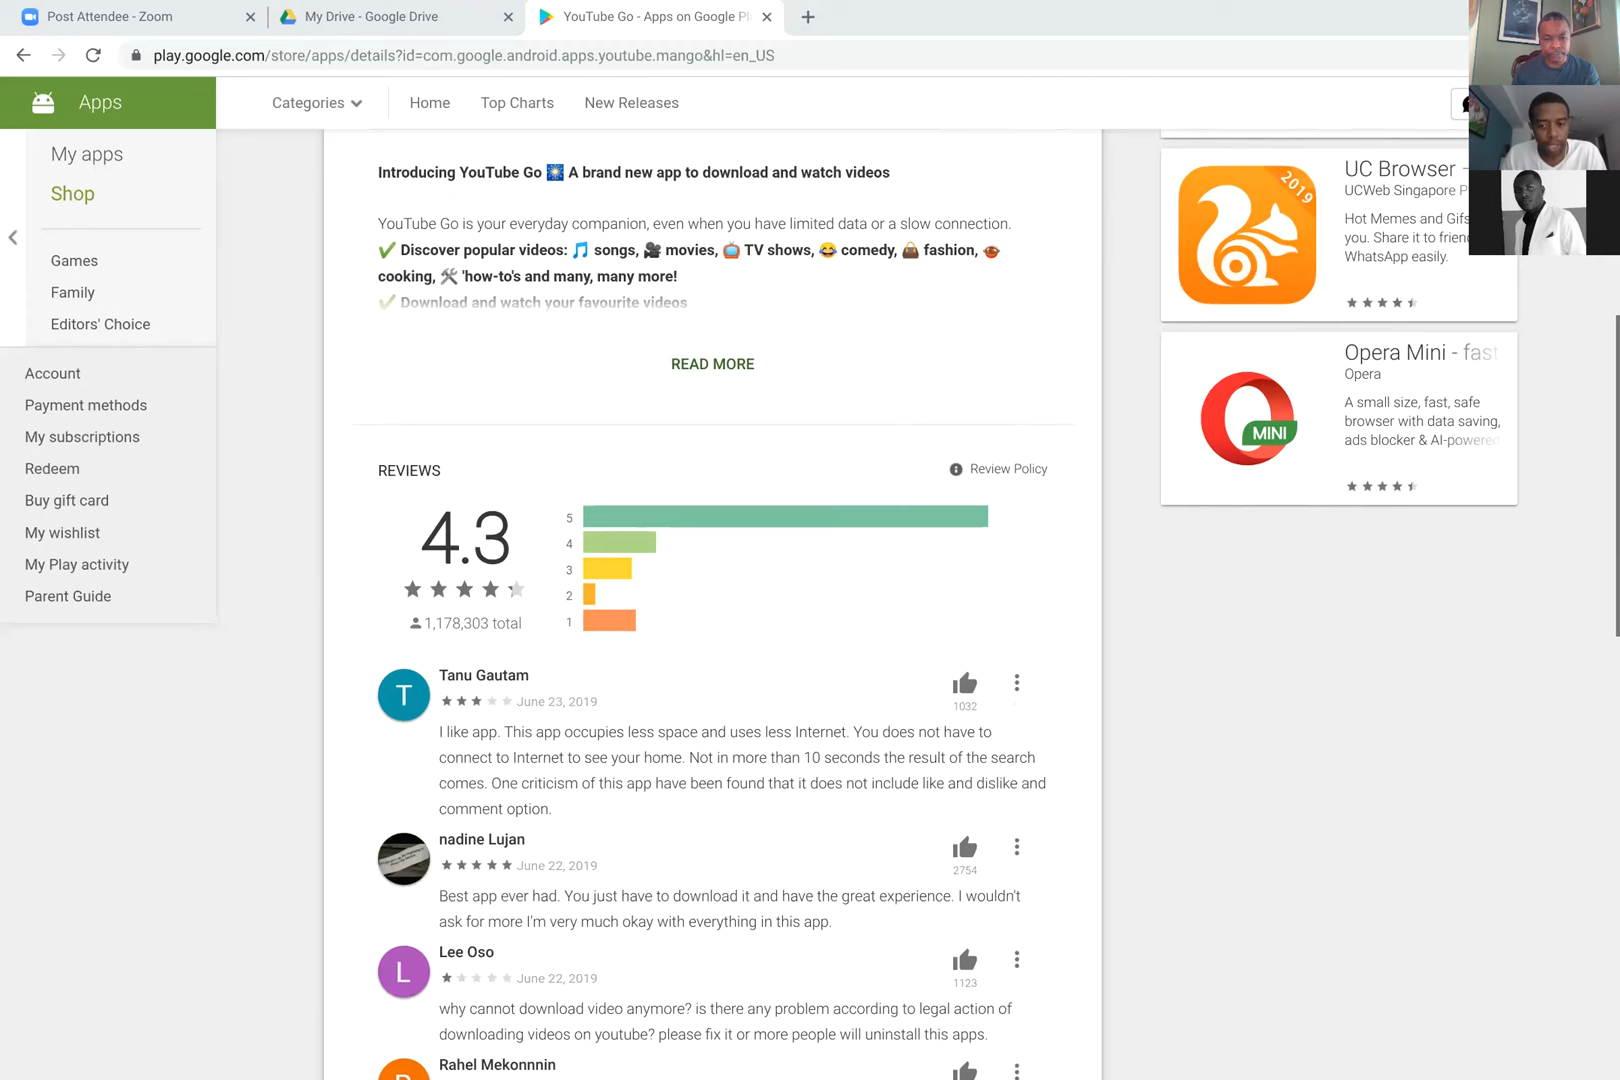 Post Attendee - Zoom
My Drive - Google Drive
YouTube Go - Apps on Google Pl
play.google.com/store/apps/details?id=com.google.android.apps.youtube.mango&hl=en_US
Apps
Categories
Home
Top Charts
New Releases
My apps
Shop
Games
Family
Editors' Choice
Account
Payment methods
My subscriptions
Redeem
Buy gift card
My wishlist
My Play activity
Parent Guide
Introducing YouTube Go 🎆 A brand new app to download and watch videos
YouTube Go is your everyday companion, even when you have limited data or a slow connection.
✔ Discover popular videos: 🎵 songs, 🎥 movies, 📺 TV shows, 😂 comedy, 👜 fashion, 🍲
cooking, 🛠 'how-to's and many, many more!
✔ Download and watch your favourite videos
READ MORE
REVIEWS
Review Policy
4.3
1,178,303 total
5
4
3
2
1
Tanu Gautam
June 23, 2019
1032
I like app. This app occupies less space and uses less Internet. You does not have to
connect to Internet to see your home. Not in more than 10 seconds the result of the search
comes. One criticism of this app have been found that it does not include like and dislike and
comment option.
nadine Lujan
June 22, 2019
2754
Best app ever had. You just have to download it and have the great experience. I wouldn't
ask for more I'm very much okay with everything in this app.
Lee Oso
June 22, 2019
1123
why cannot download video anymore? is there any problem according to legal action of
downloading videos on youtube? please fix it or more people will uninstall this apps.
Rahel Mekonnnin
T
L
2019
UC Browser -
UCWeb Singapore P
Hot Memes and Gifs
you. Share it to frien
WhatsApp easily.
MINI
Opera Mini - fast
Opera
A small size, fast, safe
browser with data saving,
ads blocker & AI-powered